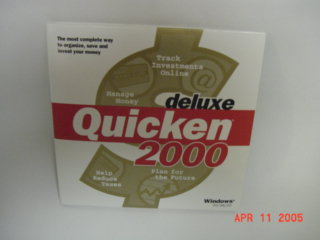 The most complete way
to organize, save and
invest your money
Track
Investments
Online
Manage
Money
deluxe
Quicken
2000
Help
Reduce
Taxes
Plan for
the Future
Windows
APR 11 2005